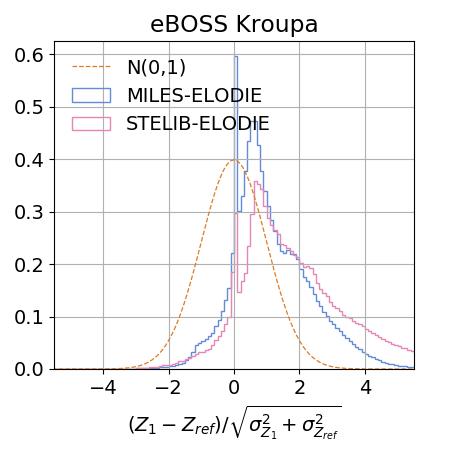 eBOSS Kroupa
0.6
0.5
0.4
0.3
0.2
0.1
0.0
N(0,1)
MILES-ELODIE
STELIB-ELODIE
−4 −2 0 2 4
$(Z_1 - Z_{ref})/\sqrt{\sigma^2_{Z_1} + \sigma^2_{Z_{ref}}}$